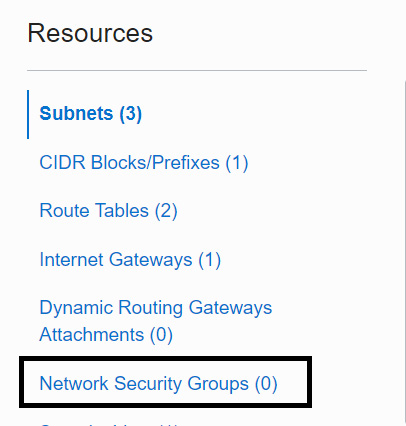 Resources
Subnets (3)
CIDR Blocks/Prefixes (1)
Route Tables (2)
Internet Gateways (1)
Dynamic Routing Gateways
Attachments (0)
Network Security Groups (0)